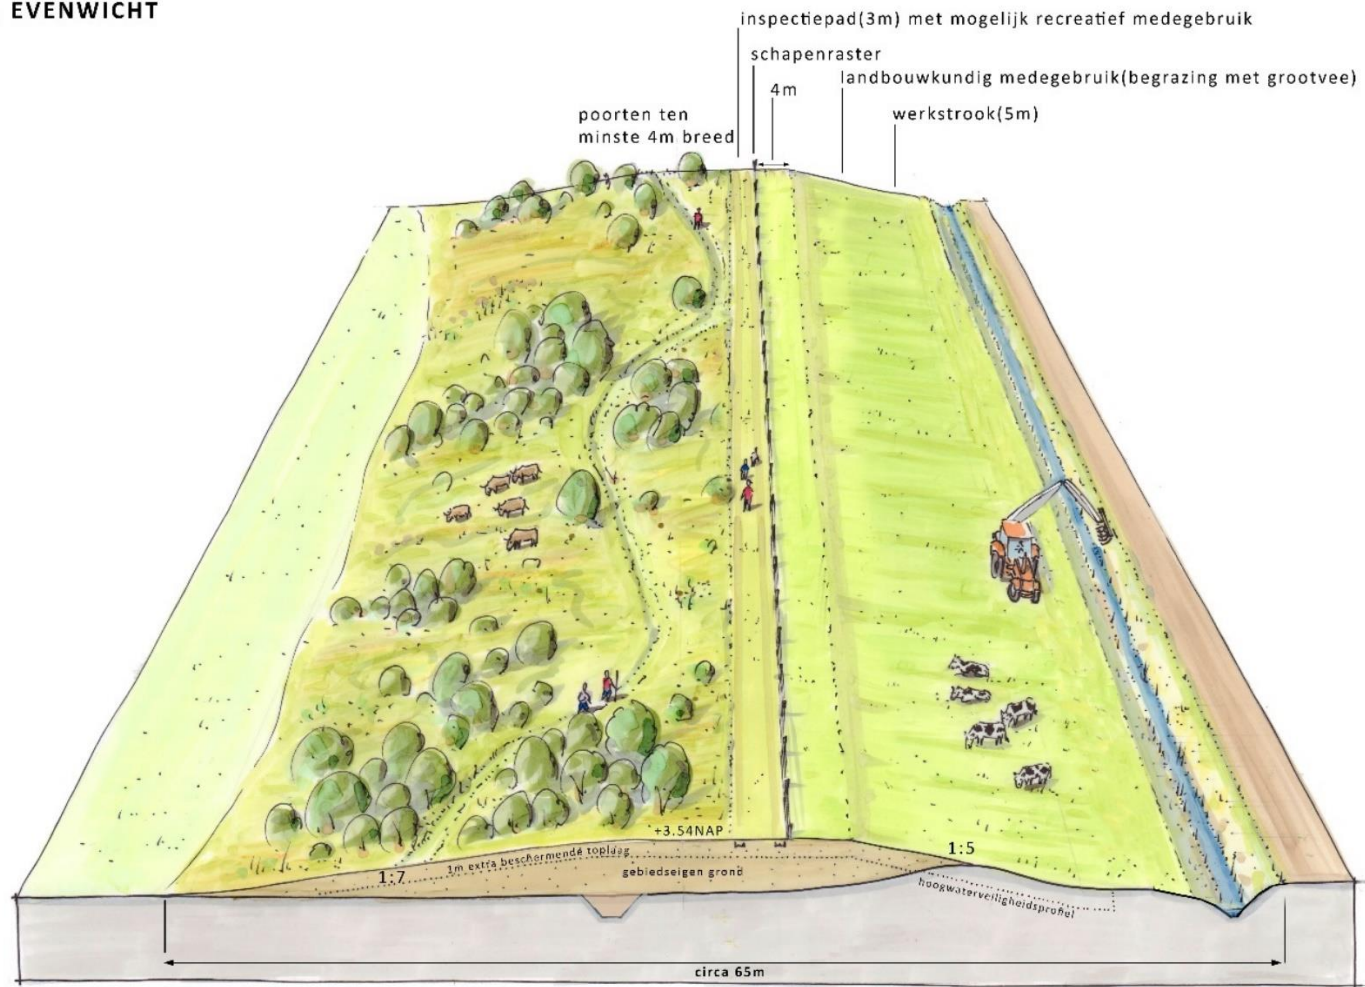 EVENWICHT
inspectiepad(3m) met mogelijk recreatief medegebruik
schapenraster
landbouwkundig medegebruik(begrazing met grootvee)
4m
werkstrook(5m)
poorten ten
minste 4m breed
+3.54NAP
1:5
1m extra beschermende toplaag
1:7
gebiedseigen grond
hoogwaterveiligheidsprofiel
circa 65m